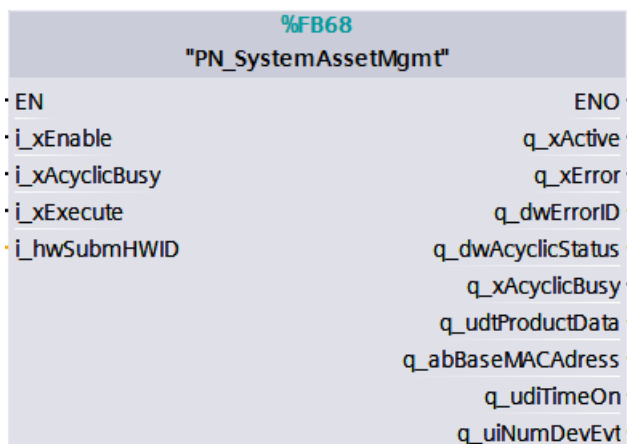 %FB68
"PN_SystemAssetMgmt"
EN ENO
i_xEnable q_xActive
i_xAcyclicBusy q_xError
i_xExecute q_dwErrorID
i_hwSubmHWID q_dwAcyclicStatus
q_xAcyclicBusy
q_udtProductData
q_abBaseMACAdress
q_udiTimeOn
q_uiNumDevEvt